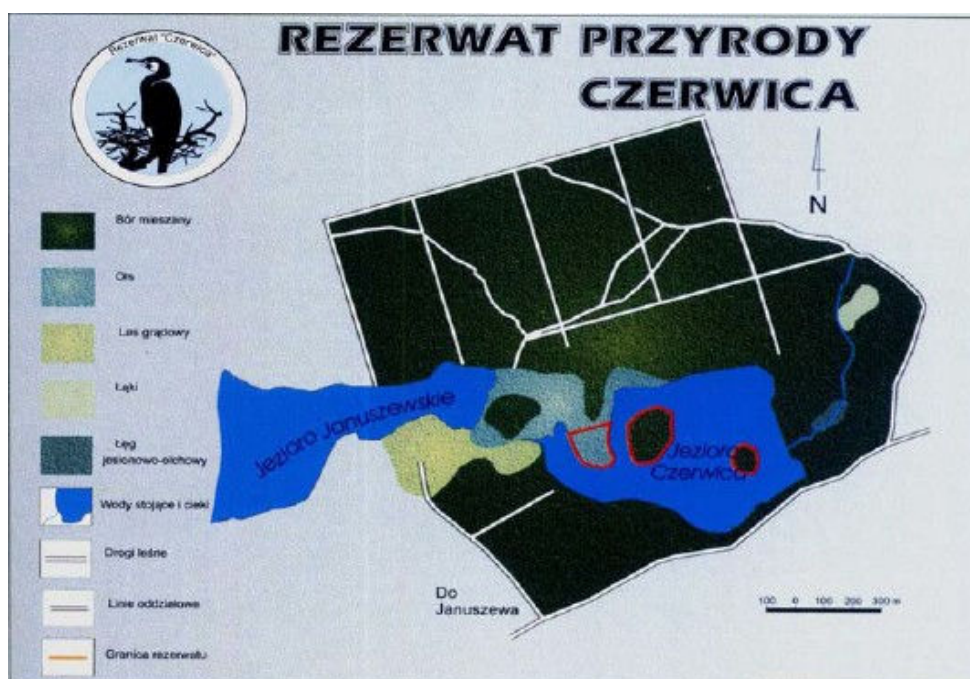 Rezerwat "Czerwica"
REZERWAT PRZYRODY
CZERWICA
N
Bór mieszany
Ols
Las grądowy
Łąki
Łęg
jesionowo-olchowy
Wody stojące i cieki
Drogi leśne
Linie oddziałowe
Granica rezerwatu
Jezioro Januszewskie
Jezioro
Czerwica
Do
Januszewa
100 0 100 200 300 m